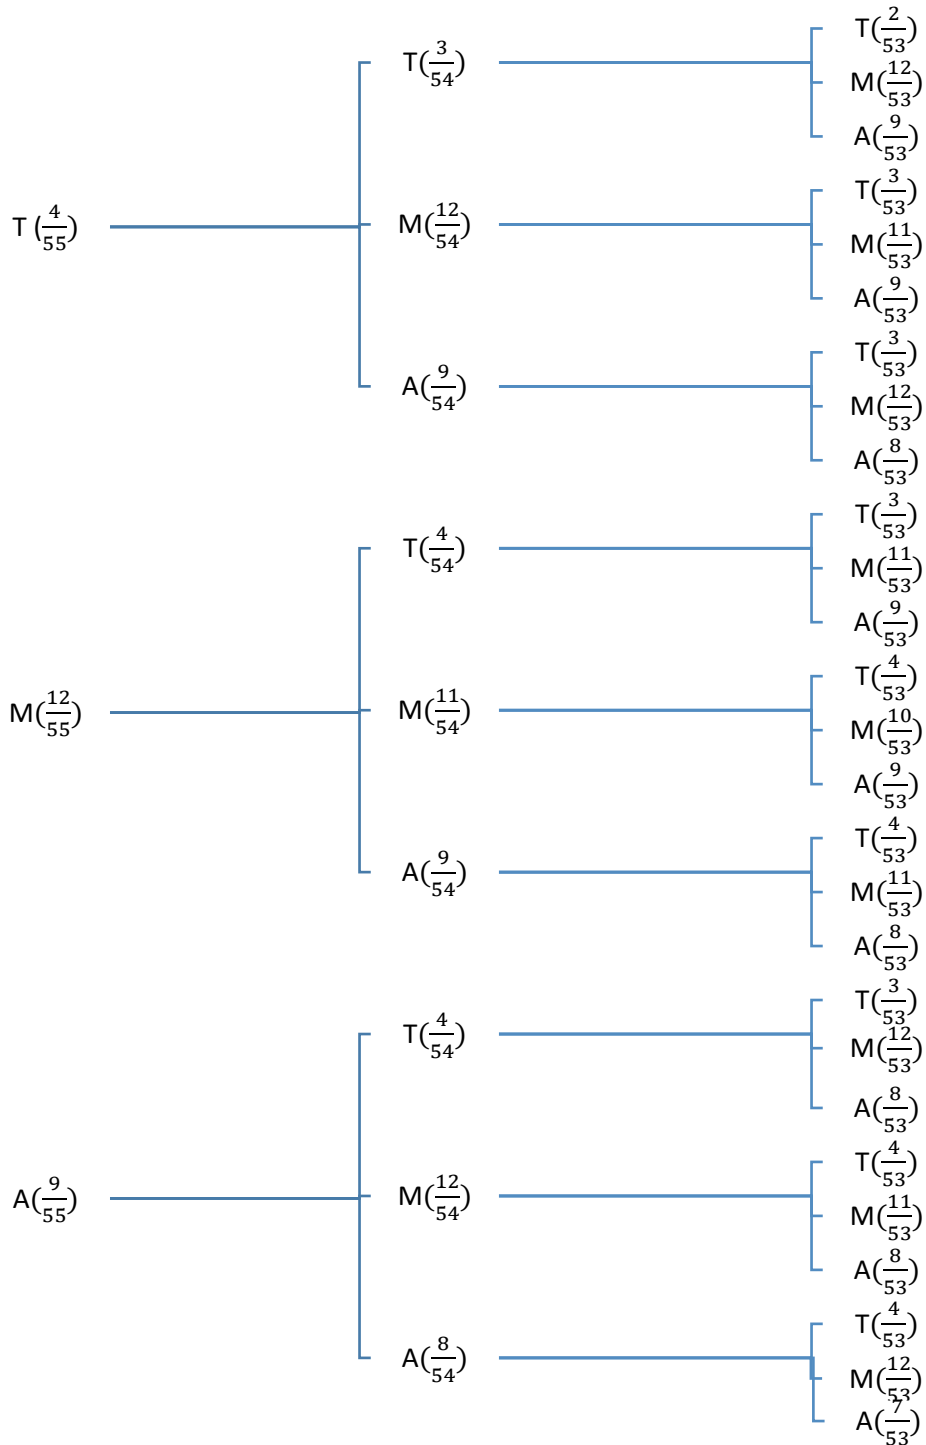 T(2/53)
T(3/54)
M(12/53)
A(9/53)
T(3/53)
T (4/55)
M(12/54)
M(11/53)
A(9/53)
T(3/53)
A(9/54)
M(12/53)
A(8/53)
T(3/53)
T(4/54)
M(11/53)
A(9/53)
T(4/53)
M(12/55)
M(11/54)
M(10/53)
A(9/53)
T(4/53)
A(9/54)
M(11/53)
A(8/53)
T(3/53)
T(4/54)
M(12/53)
A(8/53)
T(4/53)
A(9/55)
M(12/54)
M(11/53)
A(8/53)
T(4/53)
A(8/54)
M(12/53)
A(7/53)